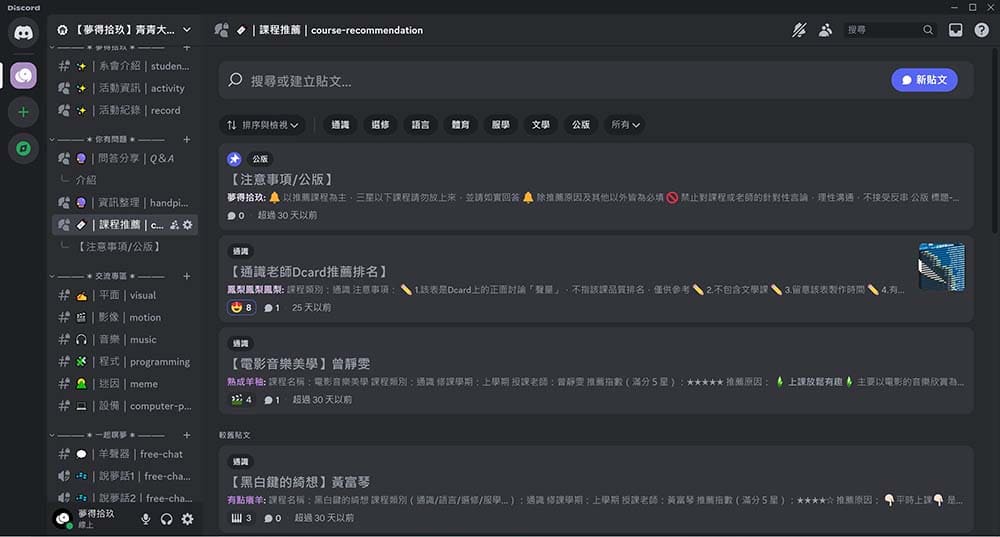 Discord
【夢得拾玖】青青大...
夢得拾玖
# ✨｜系會介紹｜studen...
✨｜活動資訊｜activity
✨｜活動紀錄｜record
＊你有問題＊
🔮｜問答分享｜Q＆A
介紹
🔮｜資訊整理｜handpi...
｜課程推薦｜c...
【注意事項/公版】
＊交流專區＊
# ✍｜平面｜visual
# 🎬｜影像｜motion
# 🎧｜音樂｜music
# 🧩｜程式｜programming
# ｜迷因｜meme
# 💻｜設備｜computer-p...
＊一起瞑夢＊
# 💬｜羊聲器｜free-chat
💤｜說夢話1｜free-cha...
💤｜說夢話2｜free-cha...
夢得拾玖
線上
｜課程推薦｜course-recommendation
搜尋
搜尋或建立貼文...
新貼文
排序與檢視
通識 選修 語言 體育 服學 文學 公版 所有
公版
【注意事項/公版】
夢得拾玖: 🔔 以推薦課程為主，三星以下課程請勿放上來，並請如實回答 🔔 除推薦原因及其他以外皆為必填 🚫 禁止對課程或老師的針對性言論，理性溝通，不接受反串 公版 標題-...
0 · 超過 30 天以前
通識
【通識老師Dcard推薦排名】
鳳梨鳳梨鳳梨: 課程類別：通識 注意事項： ✏️ 1.該表是Dcard上的正面討論「聲量」，不指該課品質排名，僅供參考 ✏️ 2.不包含文學課 ✏️ 3.留意該表製作時間 ✏️ 4.有...
😍 8 1 · 25 天以前
通識
【電影音樂美學】曾靜雯
熟成羊柚: 課程名稱：電影音樂美學 課程類別：通識 修課學期：上學期 授課老師：曾靜雯 推薦指數（滿分５星）：★★★★★ 推薦原因： 上課放鬆有趣 主要以電影的音樂欣賞為...
🎬 4 1 · 超過 30 天以前
較舊貼文
通識
【黑白鍵的綺想】黃富琴
有點癢羊: 課程名稱：黑白鍵的綺想 課程類別（通識/語言/選修/服學...）：通識 修課學期：上學期 授課老師：黃富琴 推薦指數（滿分５星）：★★★★☆ 推薦原因： 👇🏻平時上課👇🏻 是...
🎹 3 0 · 超過 30 天以前